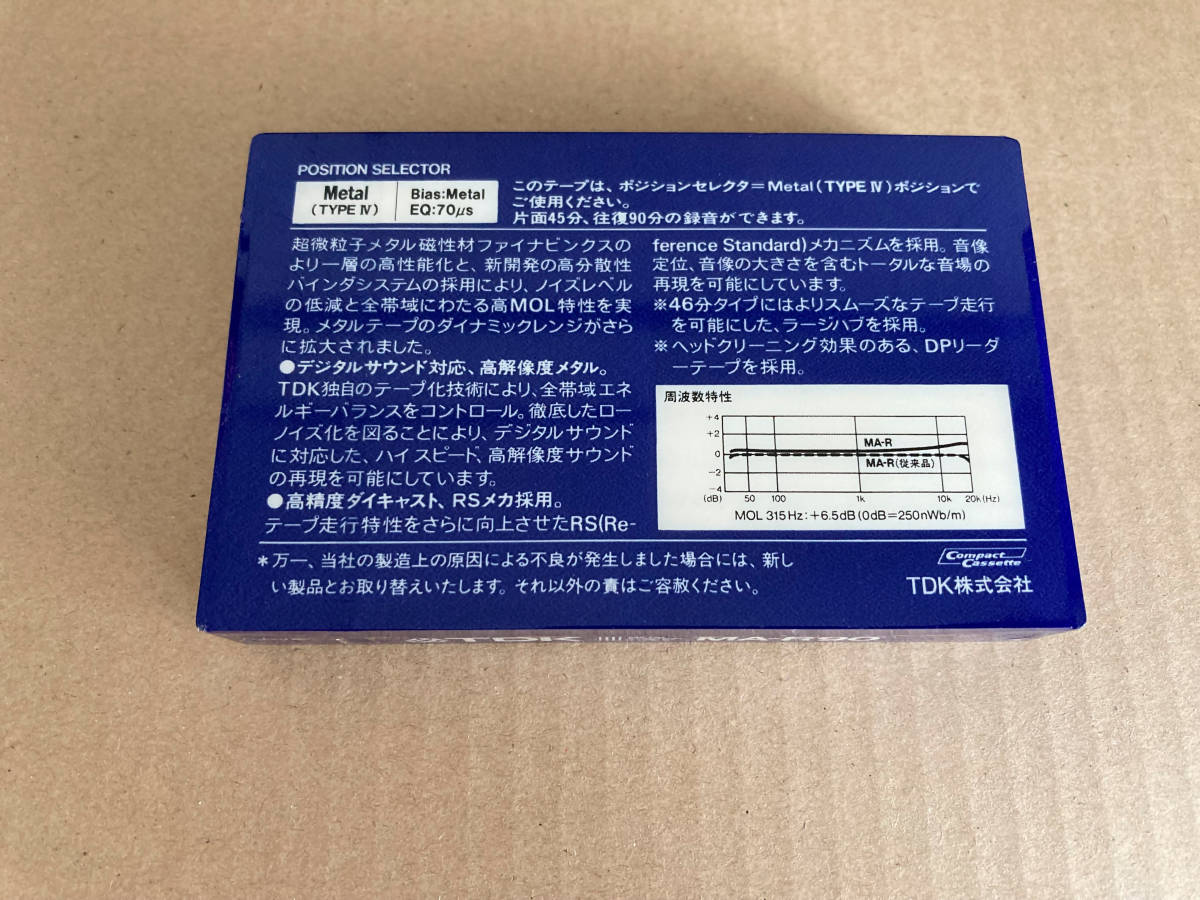 POSITION SELECTOR
Metal
(TYPE Ⅳ)
Bias:Metal
EQ:70μs
このテープは、ポジションセレクター=Metal(TYPE Ⅳ)ポジションで
ご使用ください。
片面45分、往復90分の録音ができます。
超微粒子メタル磁性材ファイナビンクスの
より一層の高性能化と、新開発の高分散性
バインダシステムの採用により、ノイズレベル
の低減と全帯域にわたる高MOL特性を実
現。メタルテープのダイナミックレンジがさら
に拡大されました。
●デジタルサウンド対応、高解像度メタル。
TDK独自のテープ化技術により、全帯域エネ
ルギーバランスをコントロール。徹底したロー
ノイズ化を図ることにより、デジタルサウンド
に対応した、ハイスピード、高解像度サウンド
の再現を可能にしています。
●高精度ダイキャスト、RSメカ採用。
テープ走行特性をさらに向上させたRS(Re-
ference Standard)メカニズムを採用。音像
定位、音像の大きさを含むトータルな音場の
再現を可能にしています。
※46分タイプにはよりスムーズなテープ走行
を可能にした、ラージハブを採用。
※ヘッドクリーニング効果のある、DPリーダ
ーテープを採用。
周波数特性
+4
+2
0
−2
−4
(dB) 50 100 1k 10k 20k(Hz)
MA-R
MA-R(従来品)
MOL 315Hz:+6.5dB(0dB=250nWb/m)
*万一、当社の製造上の原因による不良が発生しました場合には、新し
い製品とお取り替えいたします。それ以外の責はご容赦ください。
Compact
Cassette
TDK株式会社
TDK MA-R90